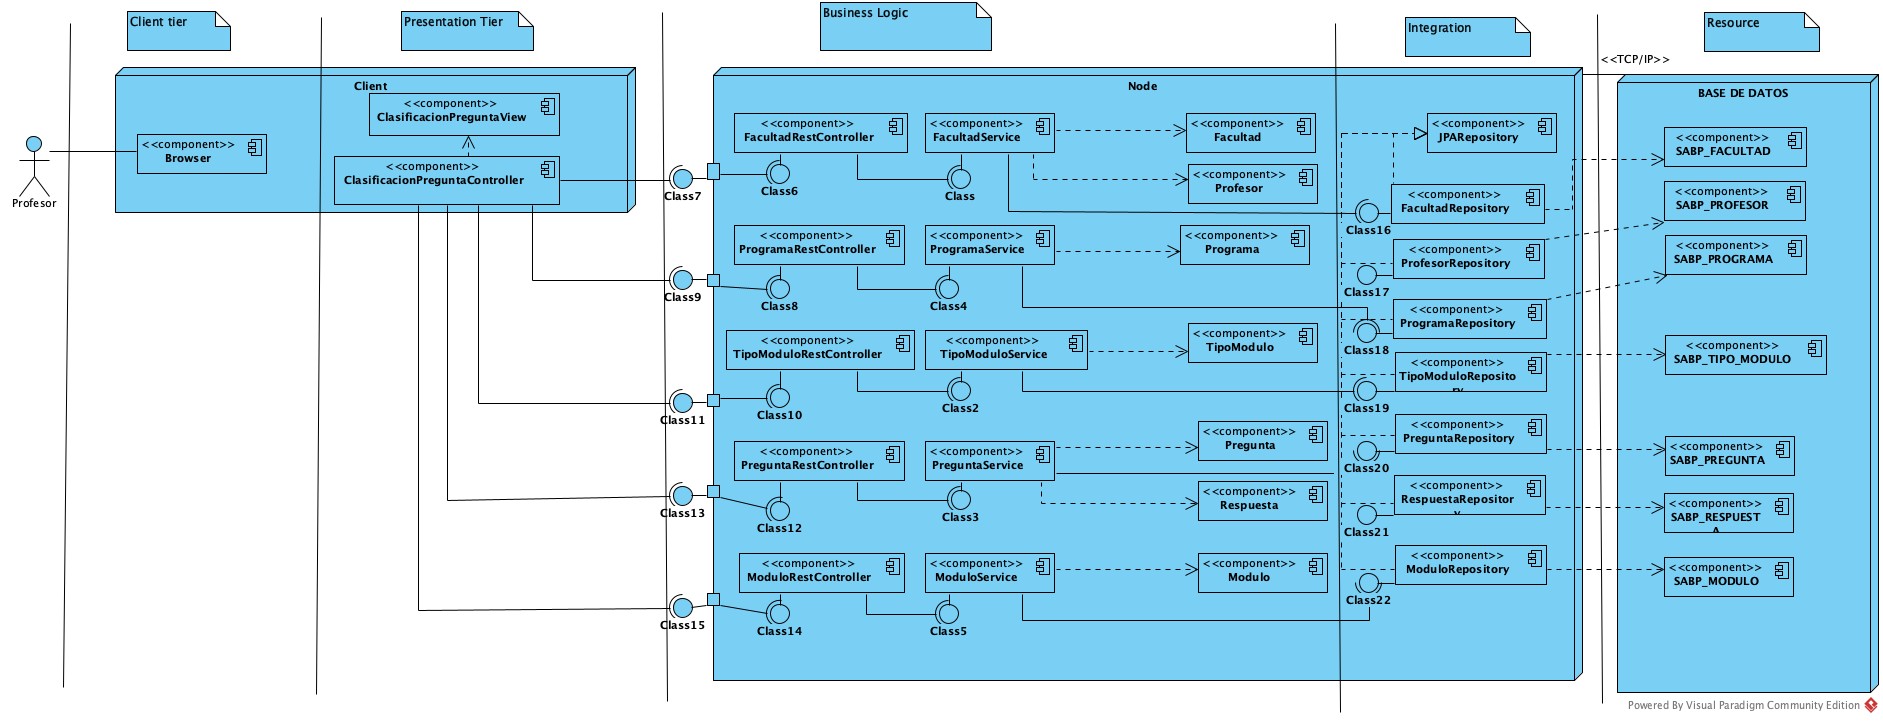 Client tier
Presentation Tier
Business Logic
Integration
Resource
<<TCP/IP>>
Profesor
Client
<<component>>
ClasificacionPreguntaView
<<component>>
Browser
<<component>>
ClasificacionPreguntaController
Class7
Class9
Class11
Class13
Class15
Node
<<component>>
FacultadRestController
<<component>>
FacultadService
<<component>>
Facultad
<<component>>
JPARepository
Class6
Class
<<component>>
Profesor
<<component>>
FacultadRepository
Class16
<<component>>
ProgramaRestController
<<component>>
ProgramaService
<<component>>
Programa
<<component>>
ProfesorRepository
Class17
Class8
Class4
<<component>>
ProgramaRepository
Class18
<<component>>
TipoModuloRestController
<<component>>
TipoModuloService
<<component>>
TipoModulo
<<component>>
TipoModuloReposito
ry
Class19
Class10
Class2
<<component>>
PreguntaRestController
<<component>>
PreguntaService
<<component>>
Pregunta
<<component>>
PreguntaRepository
Class20
<<component>>
Respuesta
<<component>>
RespuestaRepositor
y
Class21
Class12
Class3
<<component>>
ModuloRestController
<<component>>
ModuloService
<<component>>
Modulo
<<component>>
ModuloRepository
Class22
Class14
Class5
BASE DE DATOS
<<component>>
SABP_FACULTAD
<<component>>
SABP_PROFESOR
<<component>>
SABP_PROGRAMA
<<component>>
SABP_TIPO_MODULO
<<component>>
SABP_PREGUNTA
<<component>>
SABP_RESPUEST
A
<<component>>
SABP_MODULO
Powered By Visual Paradigm Community Edition